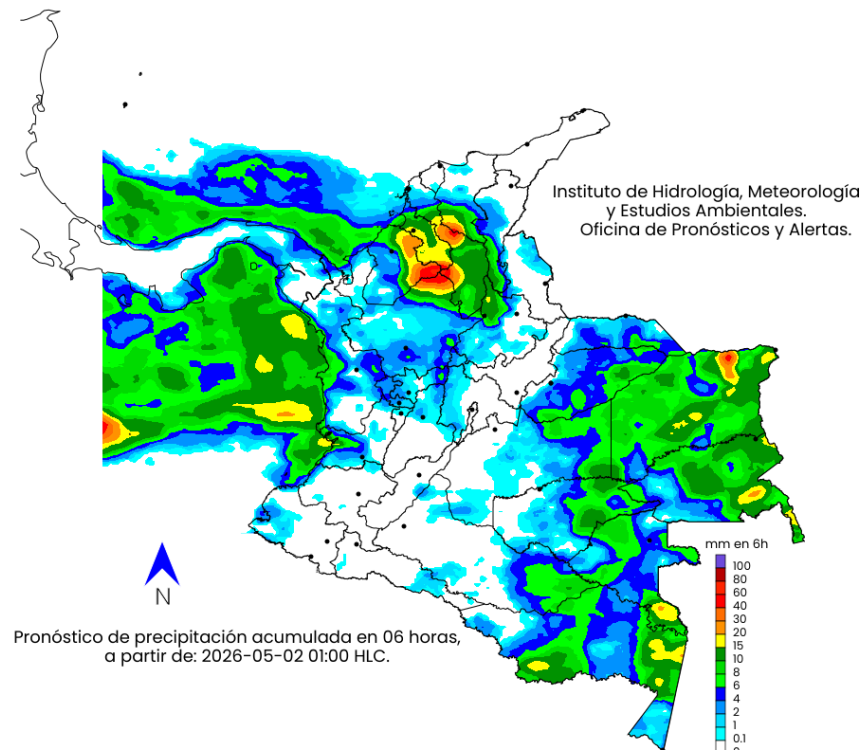 Instituto de Hidrología, Meteorología
y Estudios Ambientales.
Oficina de Pronósticos y Alertas.
N
Pronóstico de precipitación acumulada en 06 horas,
a partir de: 2026-05-02 01:00 HLC.
mm en 6h
100
80
60
40
30
20
15
10
8
6
4
2
1
0.1
0